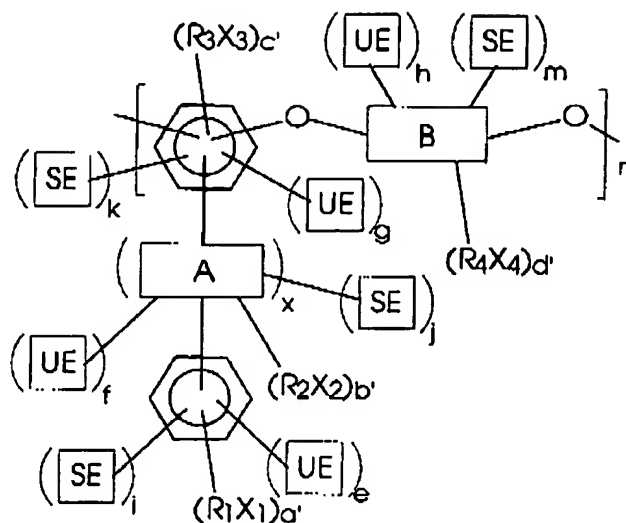 (R3X3)c' (UE)h (SE)m
O B O
(SE)k (UE)g n
(R4X4)d'
(A)x (SE)j
(UE)f (R2X2)b'
(SE)i (UE)e
(R1X1)a'